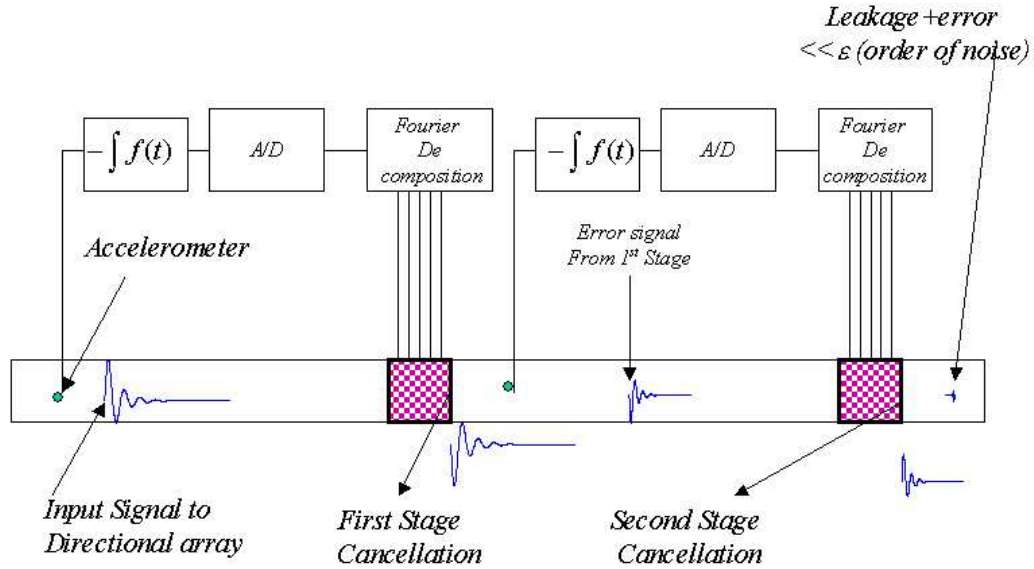 Leakage+error
<< ε (order of noise)
− ∫ f(t)
A/D
Fourier
De
composition
− ∫ f(t)
A/D
Fourier
De
composition
Accelerometer
Error signal
From 1st Stage
Input Signal to
Directional array
First Stage
Cancellation
Second Stage
Cancellation